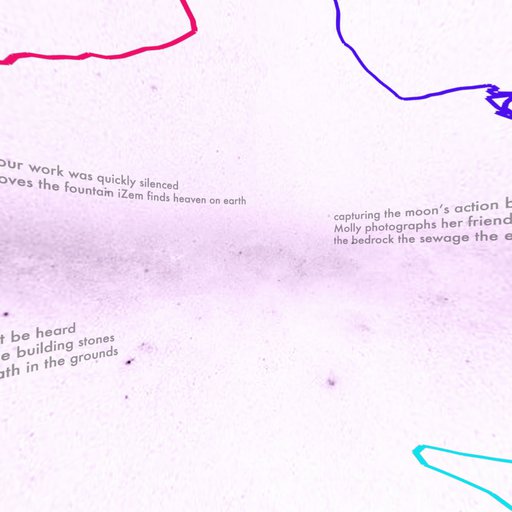 our work was quickly silenced
oves the fountain iZem finds heaven on earth
capturing the moon's action b
Molly photographs her friend
the bedrock the sewage the e
t be heard
e building stones
ath in the grounds